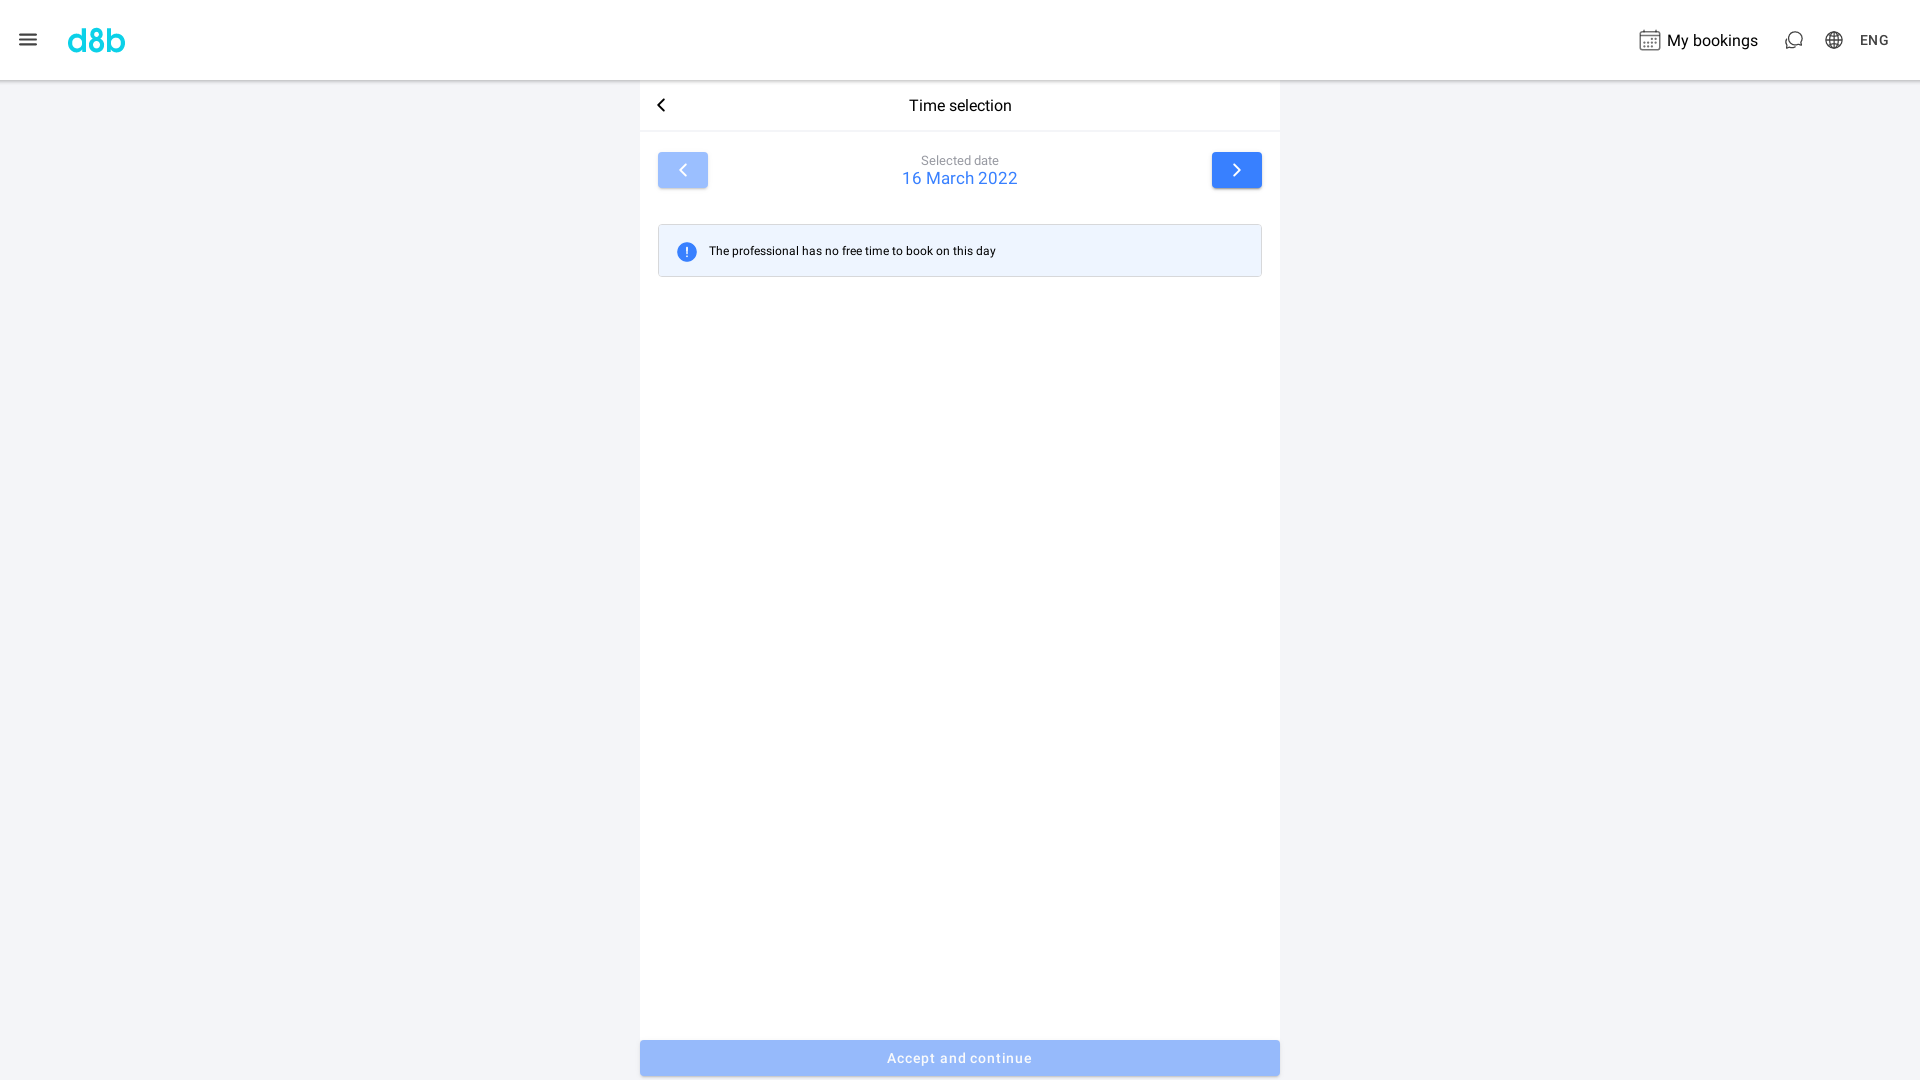 d8b
My bookings
ENG
Time selection
Selected date
16 March 2022
The professional has no free time to book on this day
Accept and continue